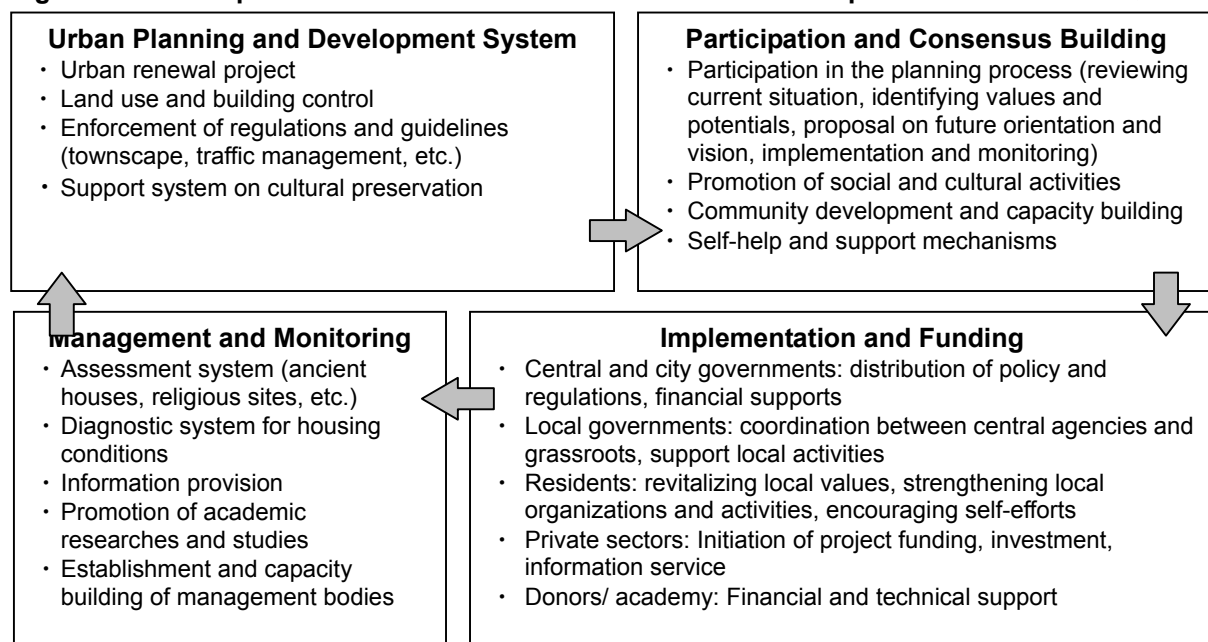 Urban Planning and Development System
・ Urban renewal project
・ Land use and building control
・ Enforcement of regulations and guidelines
(townscape, traffic management, etc.)
・ Support system on cultural preservation
Participation and Consensus Building
・ Participation in the planning process (reviewing
current situation, identifying values and
potentials, proposal on future orientation and
vision, implementation and monitoring)
・ Promotion of social and cultural activities
・ Community development and capacity building
・ Self-help and support mechanisms
Management and Monitoring
・ Assessment system (ancient
houses, religious sites, etc.)
・ Diagnostic system for housing
conditions
・ Information provision
・ Promotion of academic
researches and studies
・ Establishment and capacity
building of management bodies
Implementation and Funding
・ Central and city governments: distribution of policy and
regulations, financial supports
・ Local governments: coordination between central agencies and
grassroots, support local activities
・ Residents: revitalizing local values, strengthening local
organizations and activities, encouraging self-efforts
・ Private sectors: Initiation of project funding, investment,
information service
・ Donors/ academy: Financial and technical support